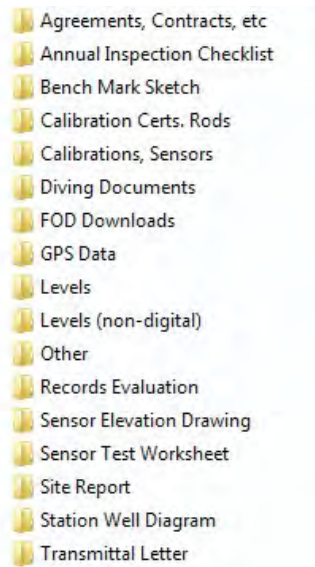 Agreements, Contracts, etc
Annual Inspection Checklist
Bench Mark Sketch
Calibration Certs. Rods
Calibrations, Sensors
Diving Documents
FOD Downloads
GPS Data
Levels
Levels (non-digital)
Other
Records Evaluation
Sensor Elevation Drawing
Sensor Test Worksheet
Site Report
Station Well Diagram
Transmittal Letter